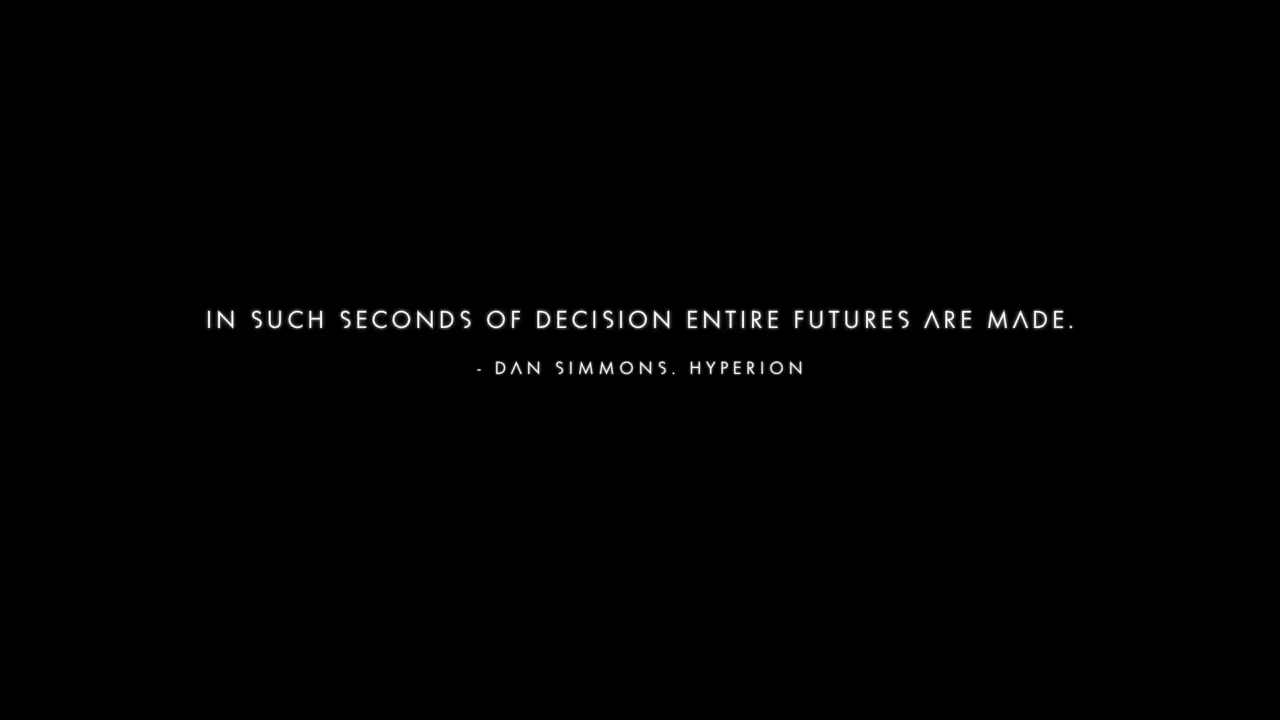 IN SUCH SECONDS OF DECISION ENTIRE FUTURES ARE MADE.
- DAN SIMMONS. HYPERION